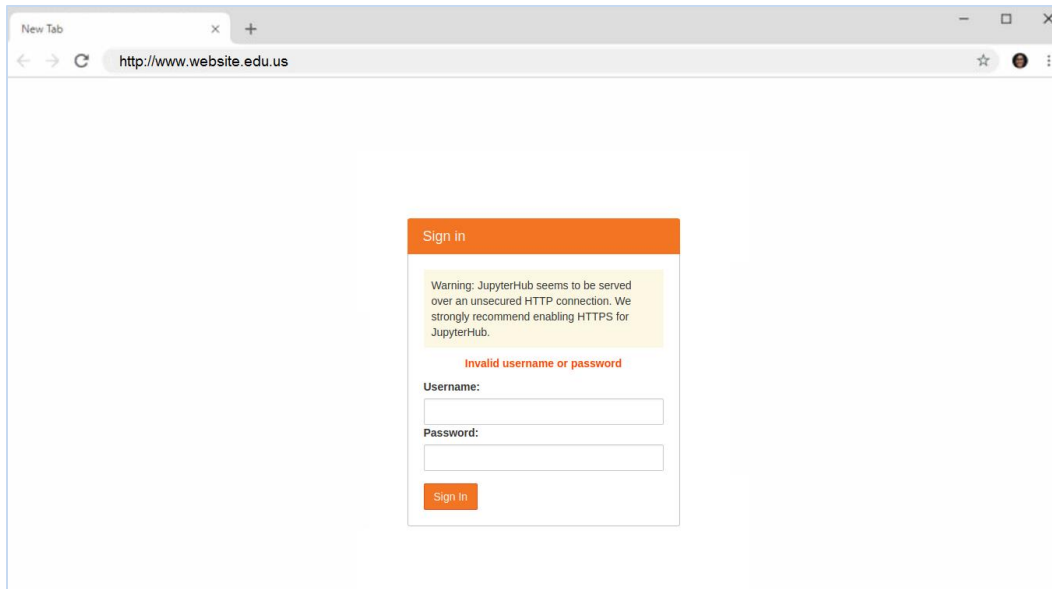 New Tab
http://www.website.edu.us
Sign in
Warning: JupyterHub seems to be served
over an unsecured HTTP connection. We
strongly recommend enabling HTTPS for
JupyterHub.
Invalid username or password
Username:
Password:
Sign In